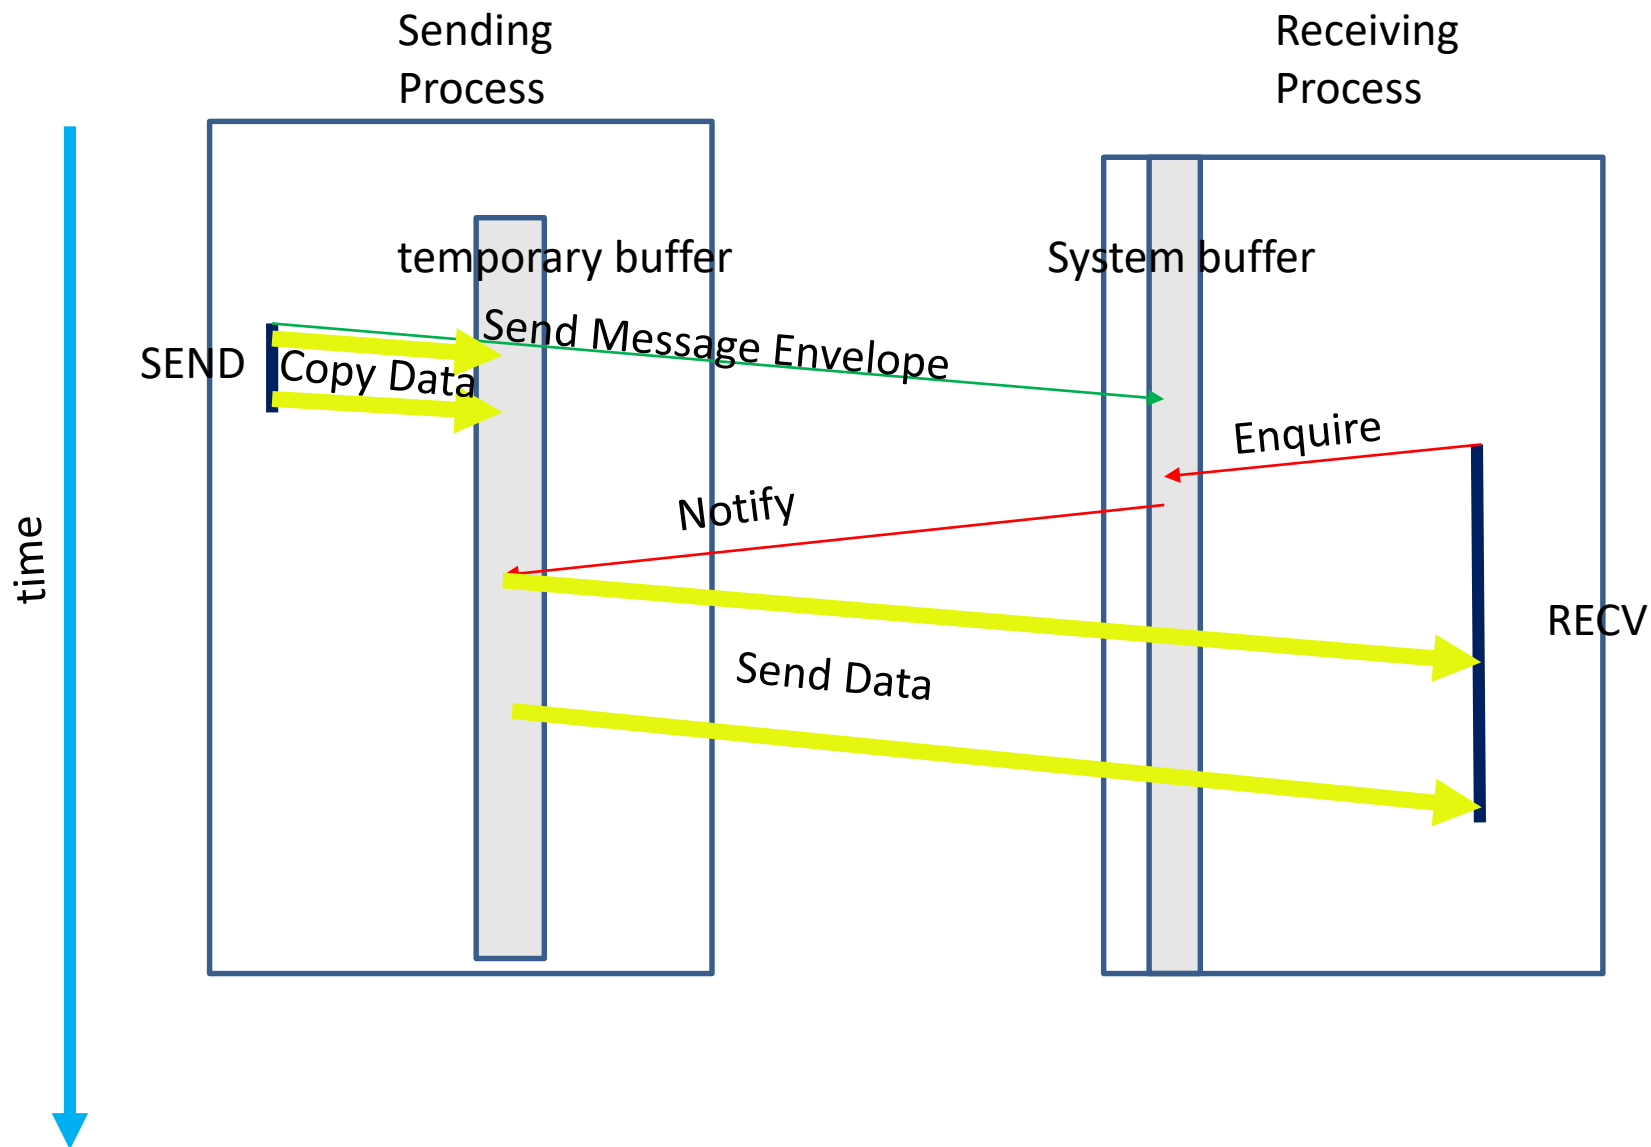 Sending
Process
Receiving
Process
temporary buffer
System buffer
Send Message Envelope
SEND
Copy Data
Enquire
Notify
time
RECV
Send Data